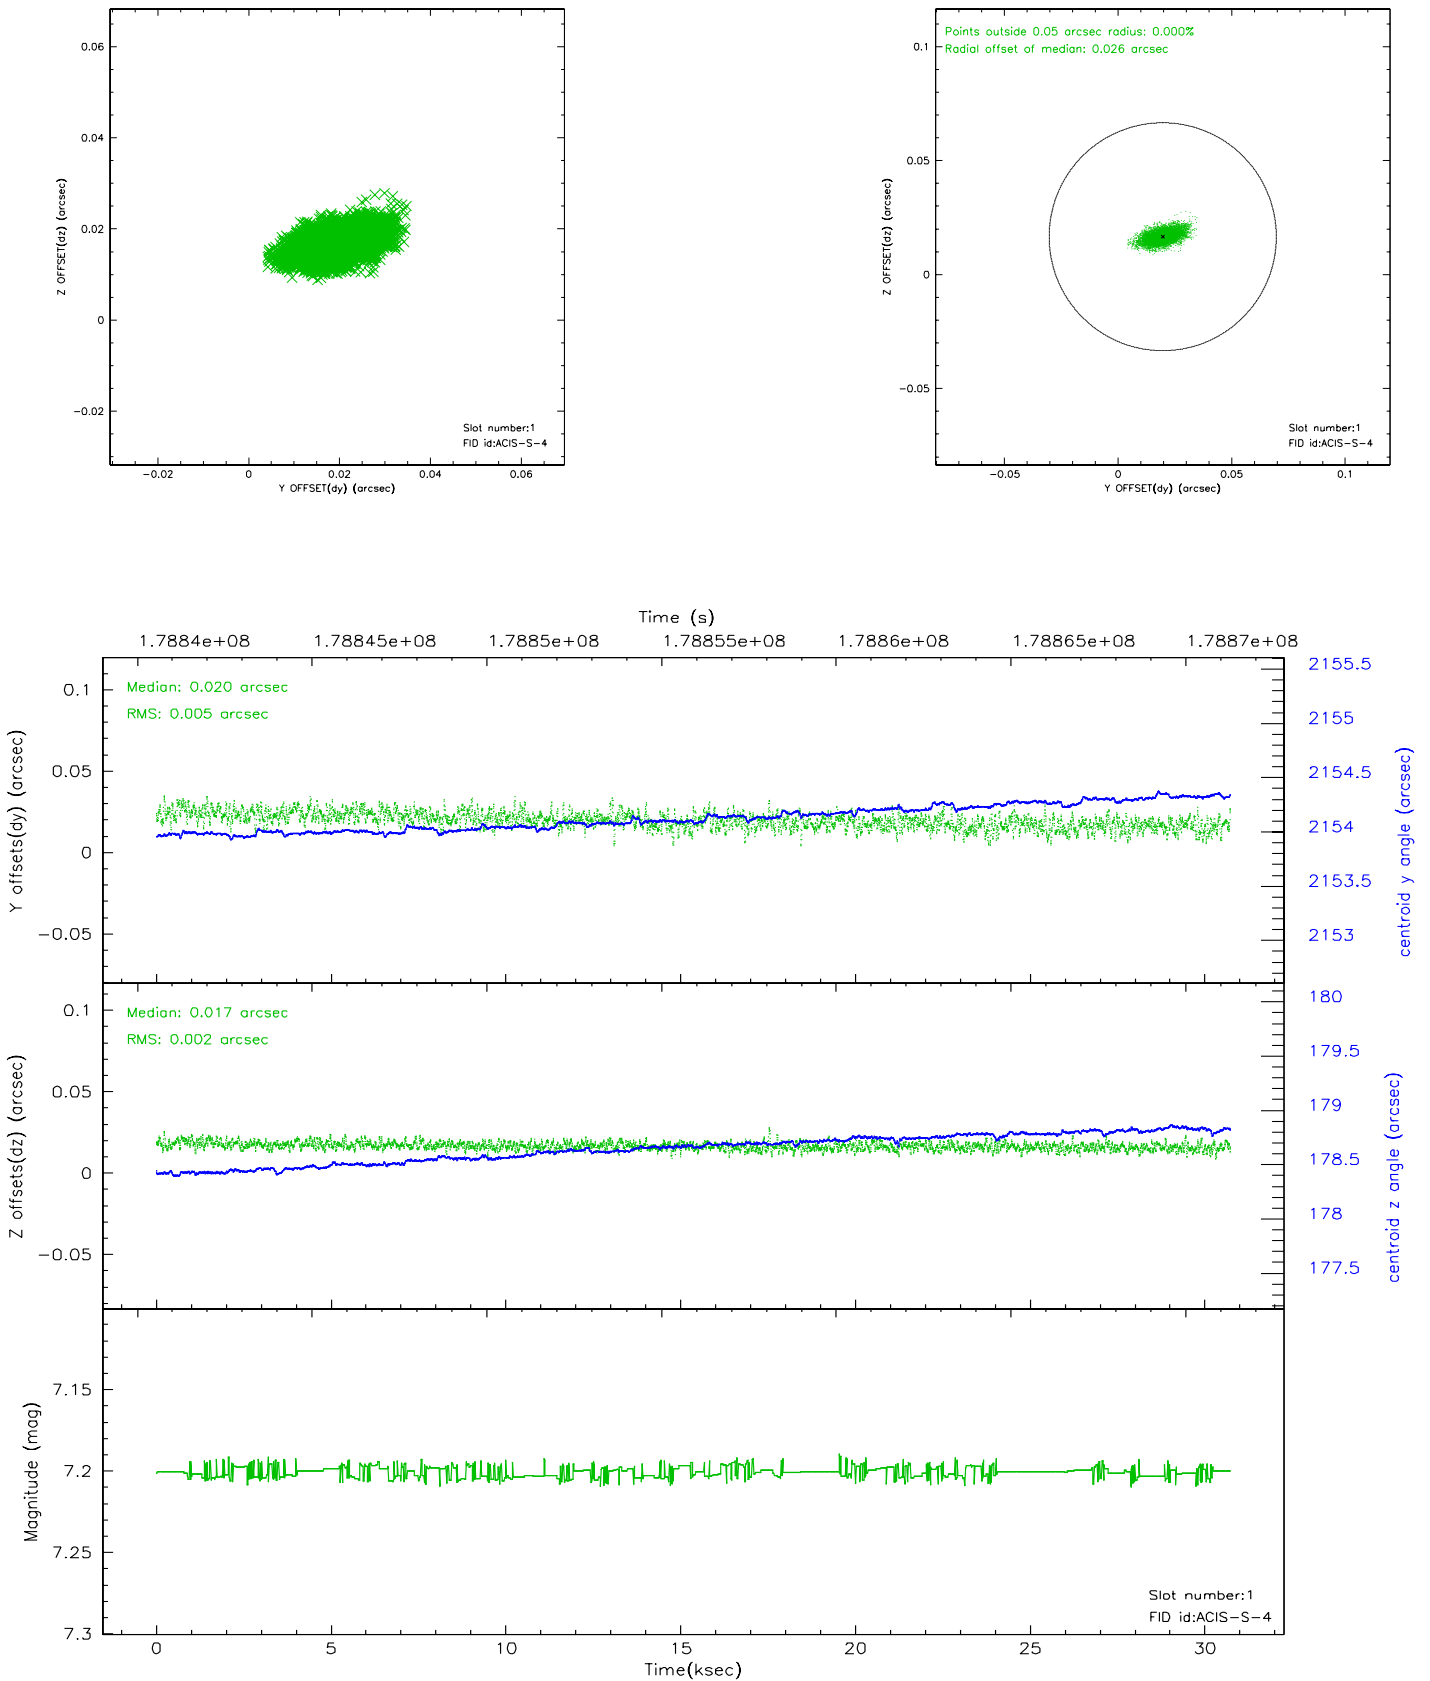 0.06
0.04
0.02
0
−0.02
Z OFFSET(dz) (arcsec)
−0.02 0 0.02 0.04 0.06
Y OFFSET(dy) (arcsec)
Slot number:1
FID id:ACIS−S−4
Points outside 0.05 arcsec radius: 0.000%
Radial offset of median: 0.026 arcsec
0.1
0.05
0
−0.05
Z OFFSET(dz) (arcsec)
−0.05 0 0.05 0.1
Y OFFSET(dy) (arcsec)
Slot number:1
FID id:ACIS−S−4
Time (s)
1.7884e+08 1.78845e+08 1.7885e+08 1.78855e+08 1.7886e+08 1.78865e+08 1.7887e+08
Median: 0.020 arcsec
RMS: 0.005 arcsec
0.1
0.05
0
−0.05
Y offsets(dy) (arcsec)
2155.5
2155
2154.5
2154
2153.5
2153
centroid y angle (arcsec)
Median: 0.017 arcsec
RMS: 0.002 arcsec
0.1
0.05
0
−0.05
Z offsets(dz) (arcsec)
180
179.5
179
178.5
178
177.5
centroid z angle (arcsec)
7.15
7.2
7.25
7.3
Magnitude (mag)
Slot number:1
FID id:ACIS−S−4
0 5 10 15 20 25 30
Time(ksec)